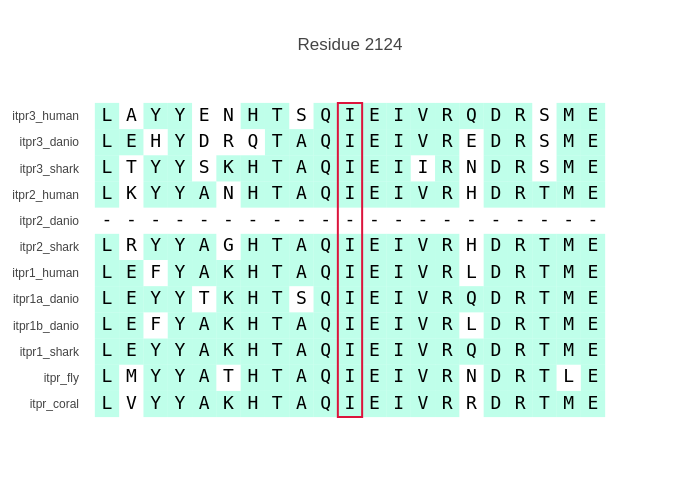 Residue 2124
itpr3_human L A Y Y E N H T S Q I E I V R Q D R S M E
itpr3_danio L E H Y D R Q T A Q I E I V R E D R S M E
itpr3_shark L T Y Y S K H T A Q I E I I R N D R S M E
itpr2_human L K Y Y A N H T A Q I E I V R H D R T M E
itpr2_danio - - - - - - - - - - - - - - - - - - - - -
itpr2_shark L R Y Y A G H T A Q I E I V R H D R T M E
itpr1_human L E F Y A K H T A Q I E I V R L D R T M E
itpr1a_danio L E Y Y T K H T S Q I E I V R Q D R T M E
itpr1b_danio L E F Y A K H T A Q I E I V R L D R T M E
itpr1_shark L E Y Y A K H T A Q I E I V R Q D R T M E
itpr_fly L M Y Y A T H T A Q I E I V R N D R T L E
itpr_coral L V Y Y A K H T A Q I E I V R R D R T M E